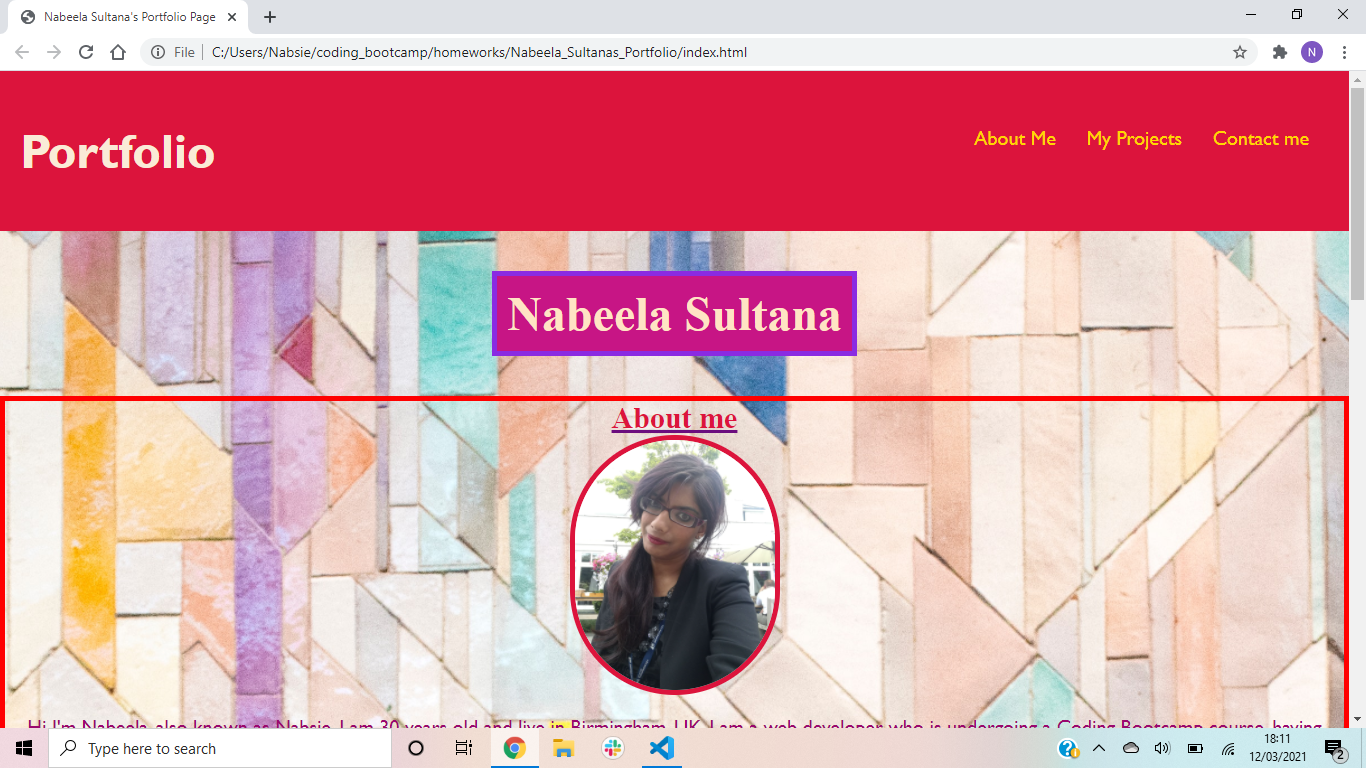 Nabeela Sultana's Portfolio Page
File C:/Users/Nabsie/coding_bootcamp/homeworks/Nabeela_Sultanas_Portfolio/index.html
N
Portfolio
About Me My Projects Contact me
Nabeela Sultana
About me
Hi I'm Nabeela, also known as Nabsie. I am 30 years old and live in Birmingham, UK. I am a web developer who is undergoing a Coding Bootcamp course, having
Type here to search
18:11
12/03/2021
2